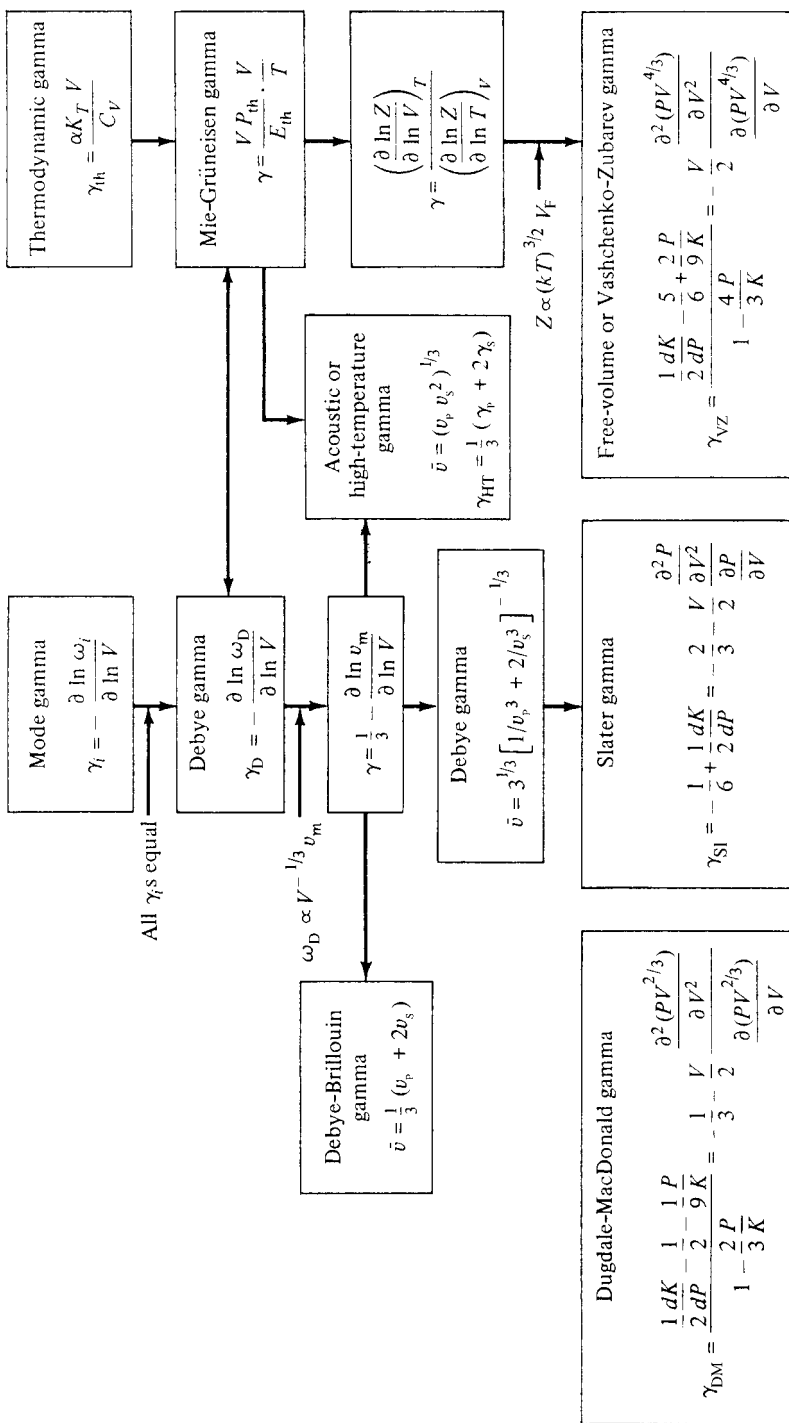 Mode gamma
γᵢ = − ∂ ln ωᵢ / ∂ ln V
All γᵢs equal
Debye gamma
γ_D = − ∂ ln ω_D / ∂ ln V
ω_D ∝ V^(−1/3) v_m
γ = 1/3 − ∂ ln v_m / ∂ ln V
Debye-Brillouin
gamma
v̄ = 1/3 (v_p + 2v_s)
Debye gamma
v̄ = 3^(1/3) [1/v_p³ + 2/v_s³]^(−1/3)
Acoustic or
high-temperature
gamma
v̄ = (v_p v_s²)^(1/3)
γ_HT = 1/3 (γ_p + 2γ_s)
Thermodynamic gamma
γ_th = αK_T V / C_V
Mie-Grüneisen gamma
γ = V P_th / E_th · V / T
γ = (∂ ln Z / ∂ ln V)_T / (∂ ln Z / ∂ ln T)_V
Z ∝ (kT)^(3/2) V_F
Dugdale-MacDonald gamma
γ_DM = (1/2 dK/dP − 1/2 − 1/9 P/K) / (1 − 2/3 P/K) = − 1/3 − V/2 (∂²(PV^(2/3))/∂V²) / (∂(PV^(2/3))/∂V)
Slater gamma
γ_Sl = − 1/6 + 1/2 dK/dP = − 2/3 − V/2 (∂²P/∂V²) / (∂P/∂V)
Free-volume or Vashchenko-Zubarev gamma
γ_VZ = (1/2 dK/dP − 5/6 + 2/9 P/K) / (1 − 4/3 P/K) = − V/2 (∂²(PV^(4/3))/∂V²) / (∂(PV^(4/3))/∂V)